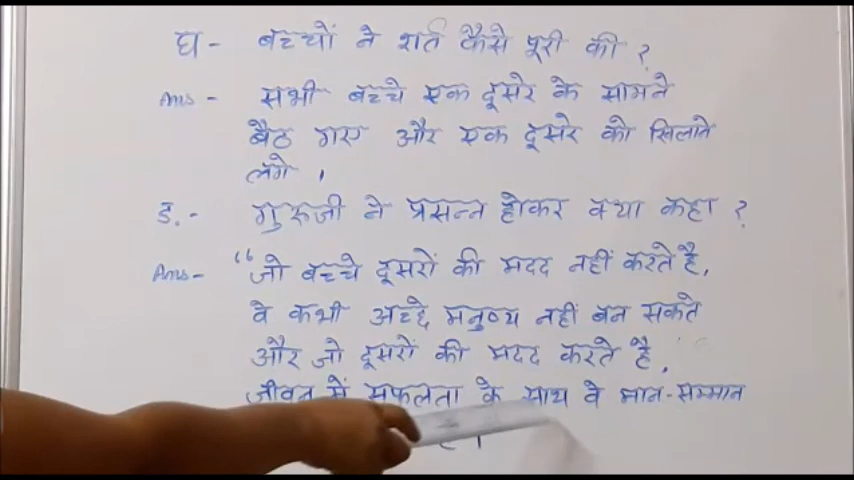 घ- बच्चों ने शर्त कैसे पूरी की ?
Ans- सभी बच्चे एक दूसरे के सामने
बैठ गए और एक दूसरे को खिलाने
लगे ।
ङ.- गुरुजी ने प्रसन्न होकर क्या कहा ?
Ans- "जो बच्चे दूसरों की मदद नहीं करते है,
वे कभी अच्छे मनुष्य नहीं बन सकते
और जो दूसरों की मदद करते है,
जीवन में सफलता के साथ वे मान-सम्मान